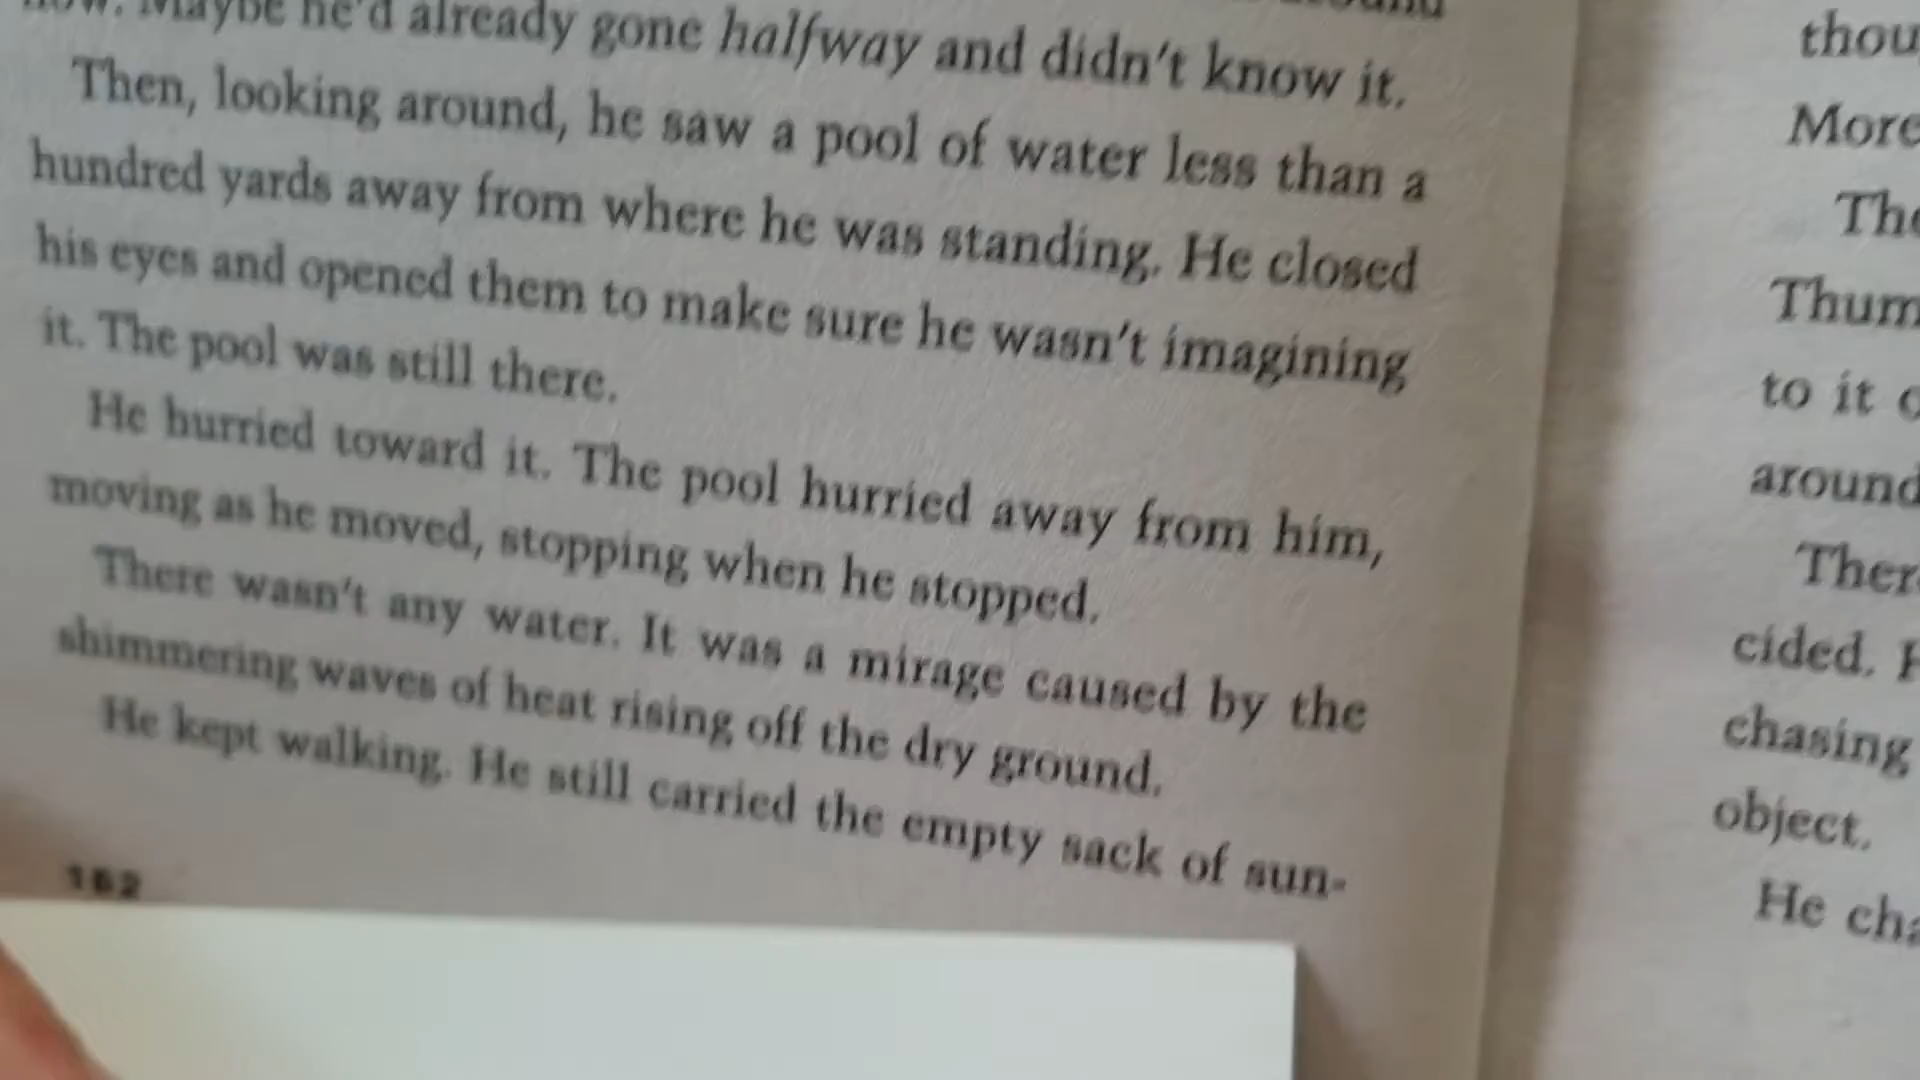 now. Maybe he'd already gone halfway and didn't know it.
Then, looking around, he saw a pool of water less than a
hundred yards away from where he was standing. He closed
his eyes and opened them to make sure he wasn't imagining
it. The pool was still there.
He hurried toward it. The pool hurried away from him,
moving as he moved, stopping when he stopped.
There wasn't any water. It was a mirage caused by the
shimmering waves of heat rising off the dry ground.
He kept walking. He still carried the empty sack of sun-
162
thou
More
The
Thum
to it
around
Ther
cided.
chasing
object.
He cha